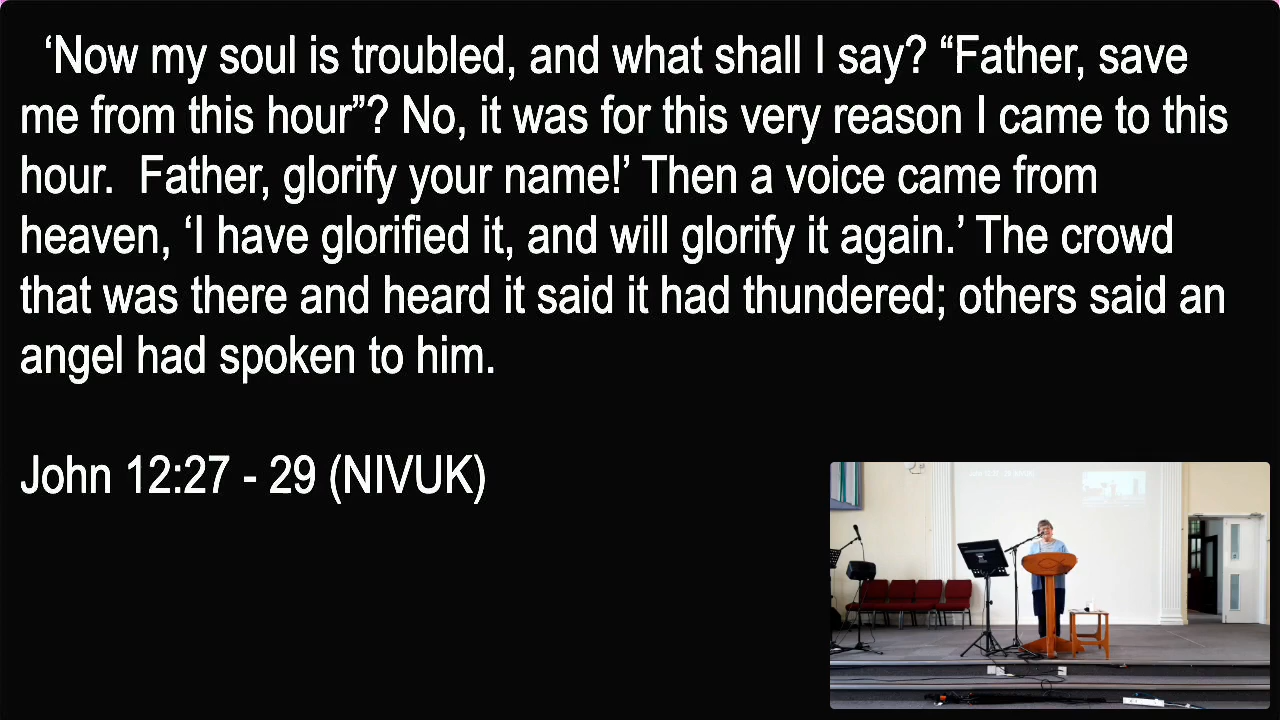 ‘Now my soul is troubled, and what shall I say? “Father, save
me from this hour”? No, it was for this very reason I came to this
hour.  Father, glorify your name!’ Then a voice came from
heaven, ‘I have glorified it, and will glorify it again.’ The crowd
that was there and heard it said it had thundered; others said an
angel had spoken to him.
John 12:27 - 29 (NIVUK)